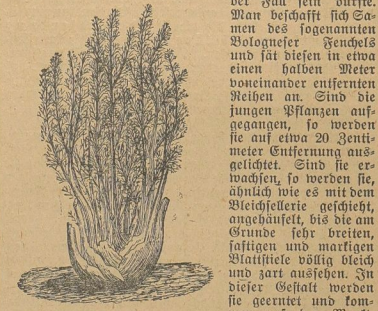 der Fall sein dürfte.
Man beschafft sich Sa-
men des sogenannten
Bologneser Fenchels
und sät diesen in etwa
einen halben Meter
voneinander entfernten
Reihen an. Sind die
jungen Pflanzen auf-
gegangen, so werden
sie auf etwa 20 Zenti-
meter Entfernung aus-
gelichtet. Sind sie er-
wachsen, so werden sie,
ähnlich wie es mit dem
Bleichsellerie geschieht,
angehäufelt, bis die am
Grunde sehr breiten,
saftigen und markigen
Blattstiele völlig bleich
und zart aussehen. In
dieser Gestalt werden
sie geerntet und kom-